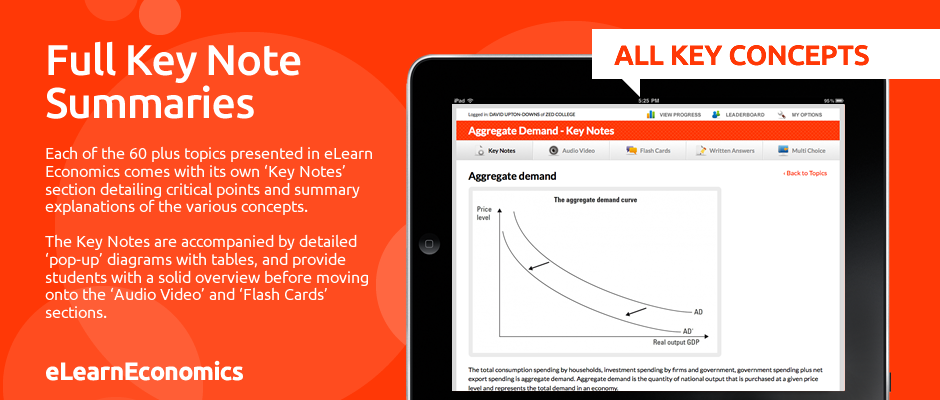 Full Key Note
Summaries
Each of the 60 plus topics presented in eLearn
Economics comes with its own ‘Key Notes’
section detailing critical points and summary
explanations of the various concepts.
The Key Notes are accompanied by detailed
‘pop-up’ diagrams with tables, and provide
students with a solid overview before moving
onto the ‘Audio Video’ and ‘Flash Cards’
sections.
eLearnEconomics
ALL KEY CONCEPTS
iPad 5:25 PM 95%
Logged in: DAVID UPTON-DOWNS of ZED COLLEGE VIEW PROGRESS LEADERBOARD MY OPTIONS
Aggregate Demand - Key Notes
Key Notes Audio Video Flash Cards Written Answers Multi Choice
Aggregate demand ‹ Back to Topics
The aggregate demand curve
Price
level
AD
AD'
Real output GDP
The total consumption spending by households, investment spending by firms and government, government spending plus net
export spending is aggregate demand. Aggregate demand is the quantity of national output that is purchased at a given price
level and represents the total demand in an economy.